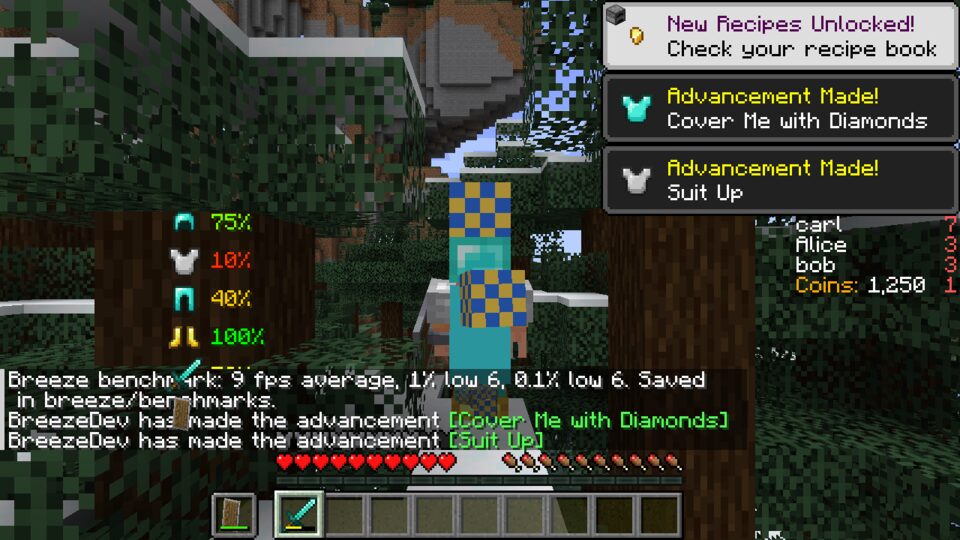 New Recipes Unlocked!
Check your recipe book
Advancement Made!
Cover Me with Diamonds
Advancement Made!
Suit Up
75%
10%
40%
100%
carl 7
Alice 3
bob 3
Coins: 1,250 1
Breeze benchmark: 9 fps average, 1% low 6, 0.1% low 6. Saved
in breeze/benchmarks.
BreezeDev has made the advancement [Cover Me with Diamonds]
BreezeDev has made the advancement [Suit Up]